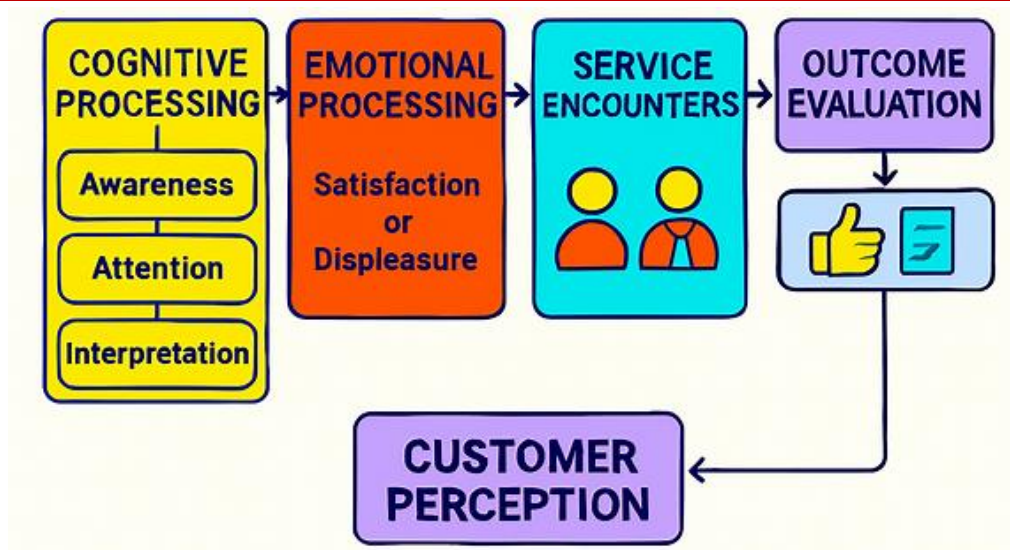 COGNITIVE
PROCESSING
Awareness
Attention
Interpretation
EMOTIONAL
PROCESSING
Satisfaction
or
Displeasure
SERVICE
ENCOUNTERS
OUTCOME
EVALUATION
CUSTOMER
PERCEPTION